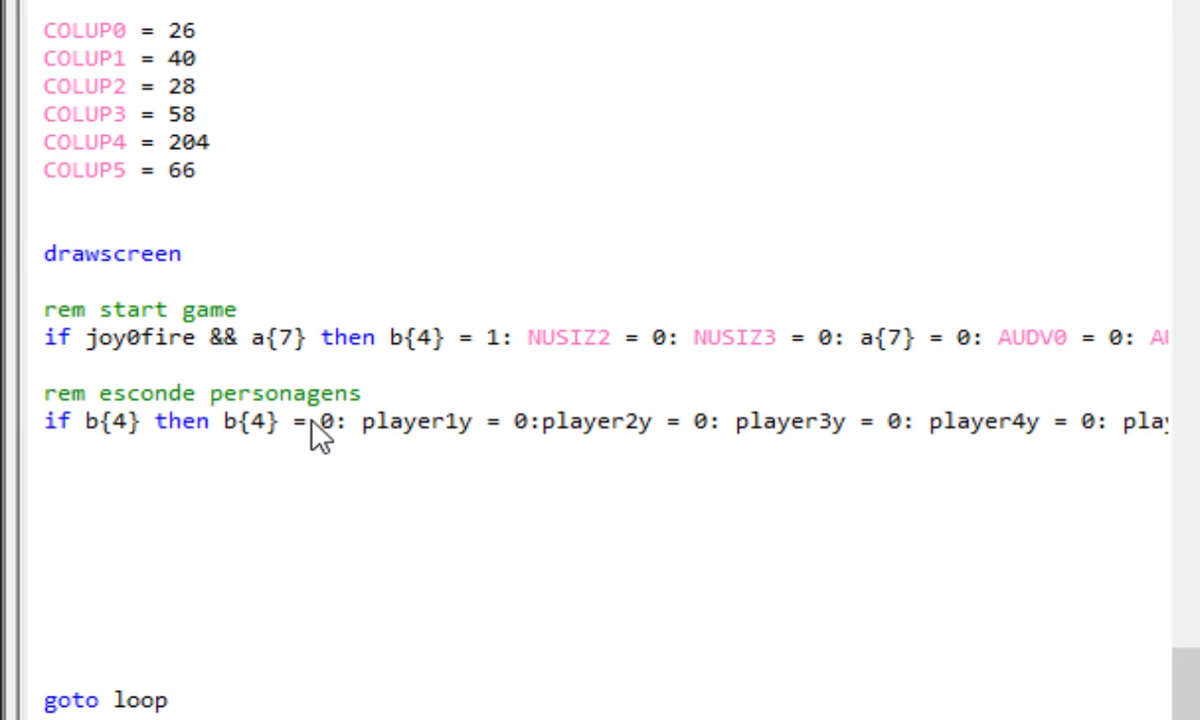 COLUP0 = 26
COLUP1 = 40
COLUP2 = 28
COLUP3 = 58
COLUP4 = 204
COLUP5 = 66
drawscreen
rem start game
if joy0fire && a{7} then b{4} = 1: NUSIZ2 = 0: NUSIZ3 = 0: a{7} = 0: AUDV0 = 0:
rem esconde personagens
if b{4} then b{4} = 0: player1y = 0:player2y = 0: player3y = 0: player4y = 0:
goto loop